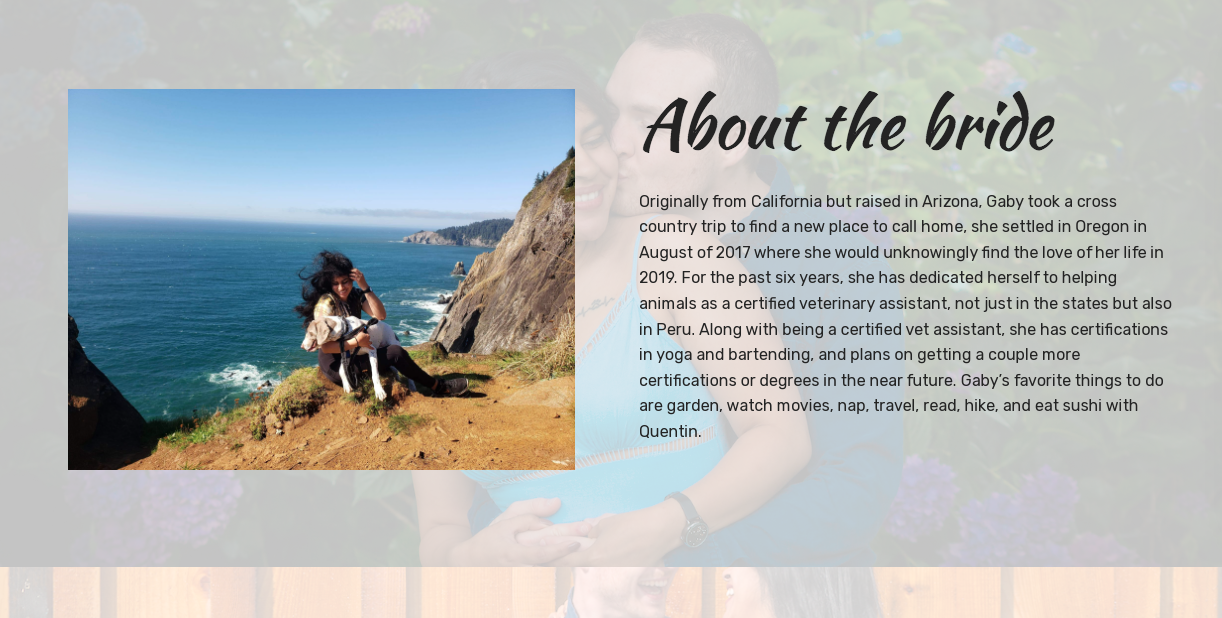 About the bride
Originally from California but raised in Arizona, Gaby took a cross
country trip to find a new place to call home, she settled in Oregon in
August of 2017 where she would unknowingly find the love of her life in
2019. For the past six years, she has dedicated herself to helping
animals as a certified veterinary assistant, not just in the states but also
in Peru. Along with being a certified vet assistant, she has certifications
in yoga and bartending, and plans on getting a couple more
certifications or degrees in the near future. Gaby’s favorite things to do
are garden, watch movies, nap, travel, read, hike, and eat sushi with
Quentin.